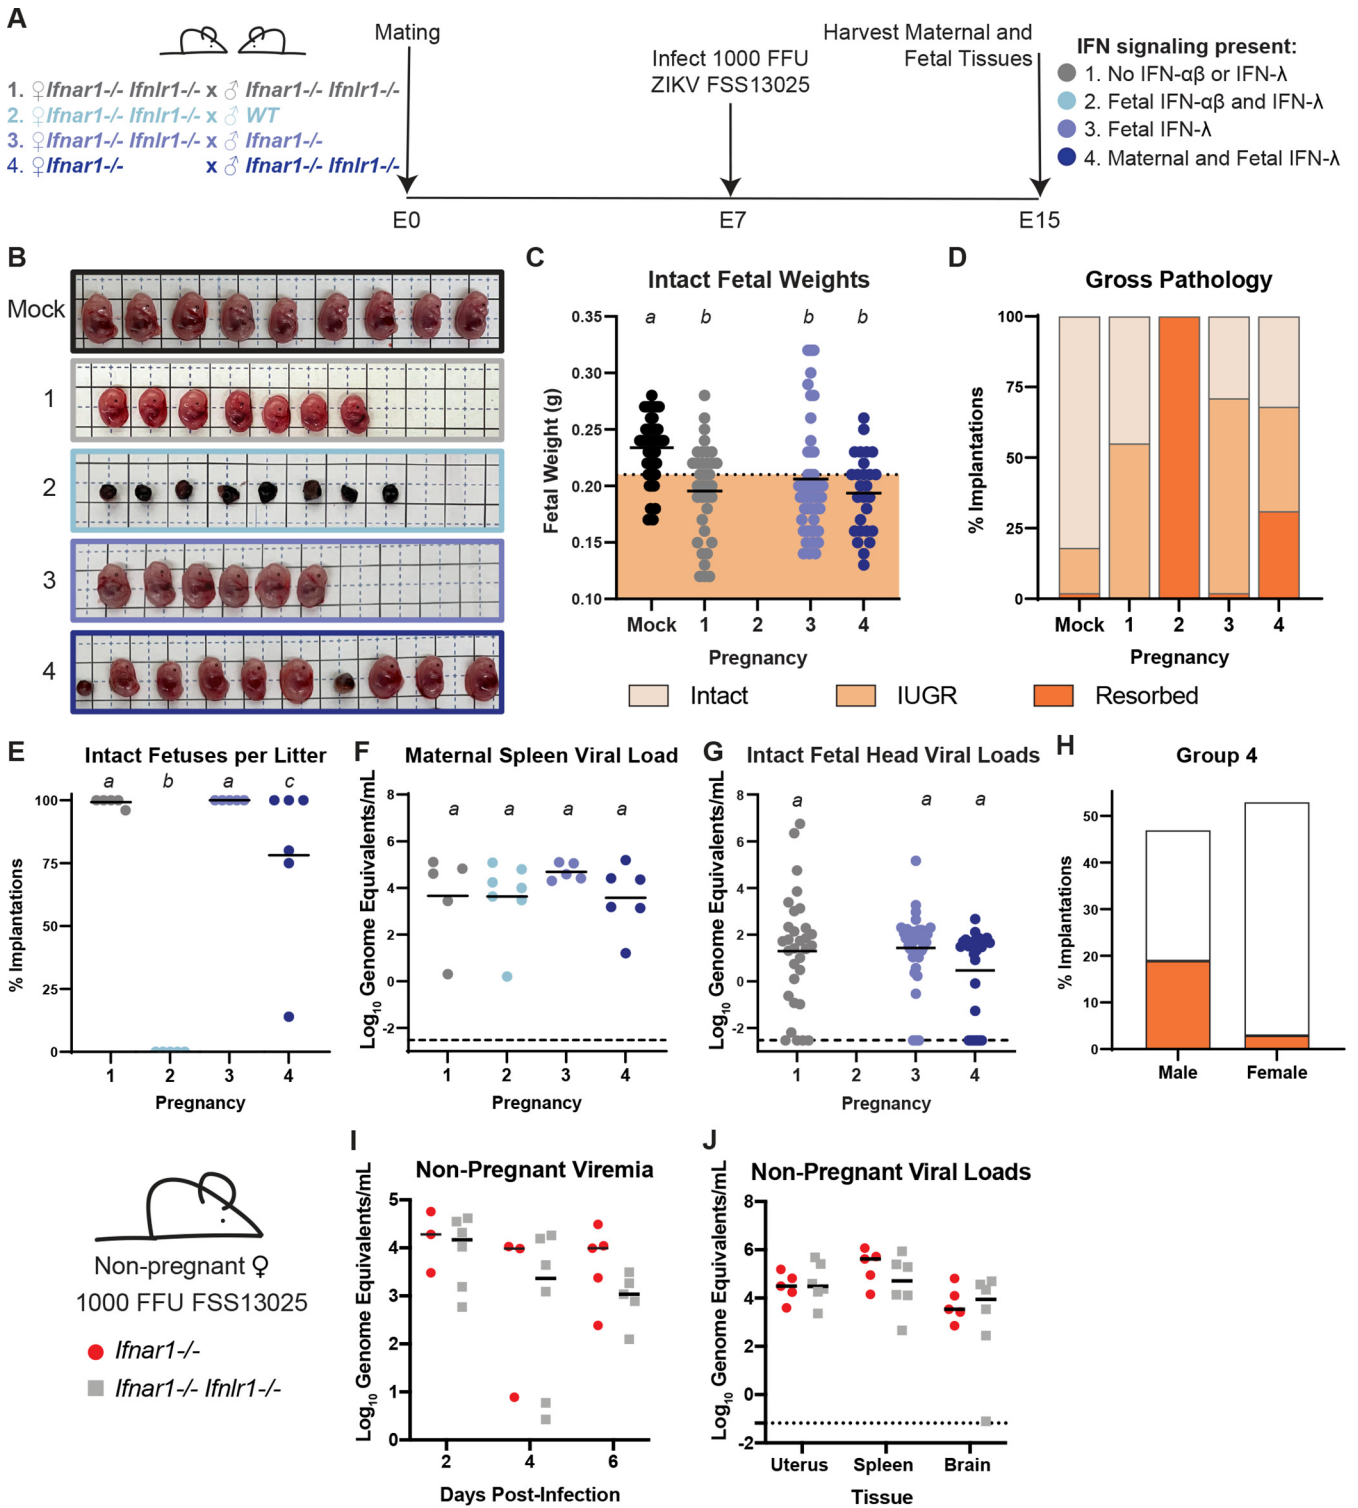 A
Mating
Infect 1000 FFU
ZIKV FSS13025
Harvest Maternal and
Fetal Tissues
IFN signaling present:
1. No IFN-αβ or IFN-λ
2. Fetal IFN-αβ and IFN-λ
3. Fetal IFN-λ
4. Maternal and Fetal IFN-λ
1. ♀Ifnar1-/- Ifnlr1-/- x ♂ Ifnar1-/- Ifnlr1-/-
2. ♀Ifnar1-/- Ifnlr1-/- x ♂ WT
3. ♀Ifnar1-/- Ifnlr1-/- x ♂ Ifnar1-/-
4. ♀Ifnar1-/- x ♂ Ifnar1-/- Ifnlr1-/-
E0
E7
E15
B
Mock
1
2
3
4
C
Intact Fetal Weights
a b b b
Fetal Weight (g)
0.35
0.30
0.25
0.20
0.15
0.10
Mock 1 2 3 4
Pregnancy
D
Gross Pathology
% Implantations
100
75
50
25
0
Mock 1 2 3 4
Pregnancy
Intact
IUGR
Resorbed
E
Intact Fetuses per Litter
a b a c
% Implantations
100
75
50
25
0
1 2 3 4
Pregnancy
F
Maternal Spleen Viral Load
a a a a
Log10 Genome Equivalents/mL
8
6
4
2
0
-2
1 2 3 4
Pregnancy
G
Intact Fetal Head Viral Loads
a a a
Log10 Genome Equivalents/mL
8
6
4
2
0
-2
1 2 3 4
Pregnancy
H
Group 4
% Implantations
50
40
30
20
10
0
Male Female
Non-pregnant ♀
1000 FFU FSS13025
Ifnar1-/-
Ifnar1-/- Ifnlr1-/-
I
Non-Pregnant Viremia
Log10 Genome Equivalents/mL
5
4
3
2
1
0
2 4 6
Days Post-Infection
J
Non-Pregnant Viral Loads
Log10 Genome Equivalents/mL
8
6
4
2
0
-2
Uterus Spleen Brain
Tissue